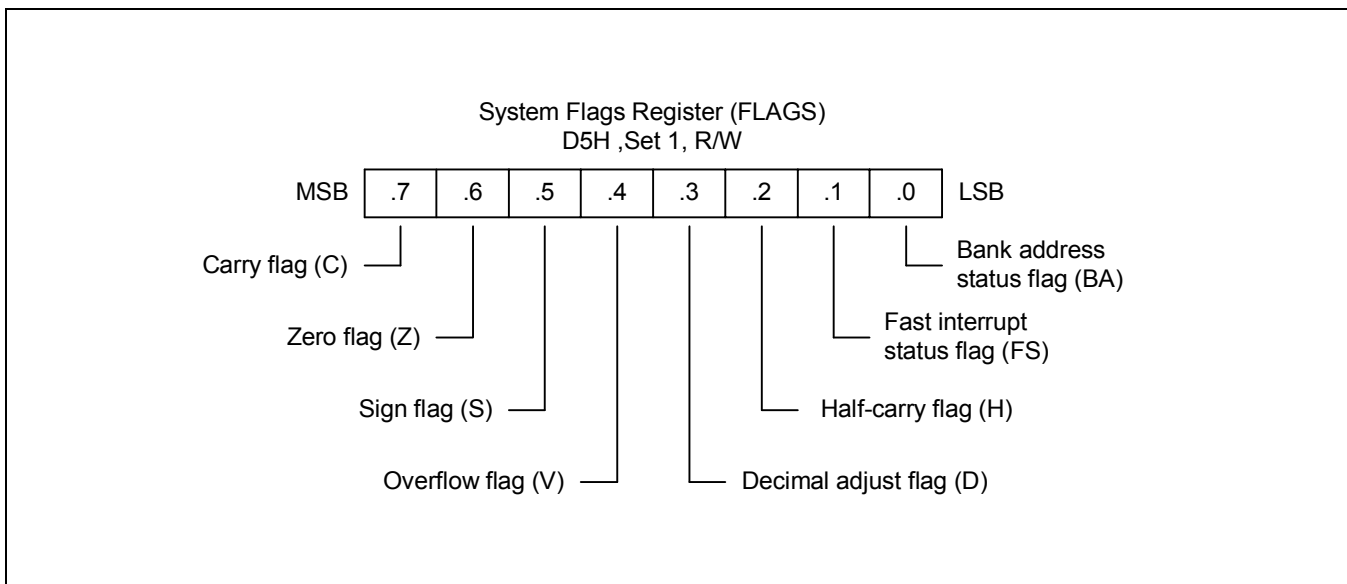 System Flags Register (FLAGS)
D5H ,Set 1, R/W
MSB .7 .6 .5 .4 .3 .2 .1 .0 LSB
Carry flag (C)
Bank address
status flag (BA)
Zero flag (Z)
Fast interrupt
status flag (FS)
Sign flag (S)
Half-carry flag (H)
Overflow flag (V)
Decimal adjust flag (D)